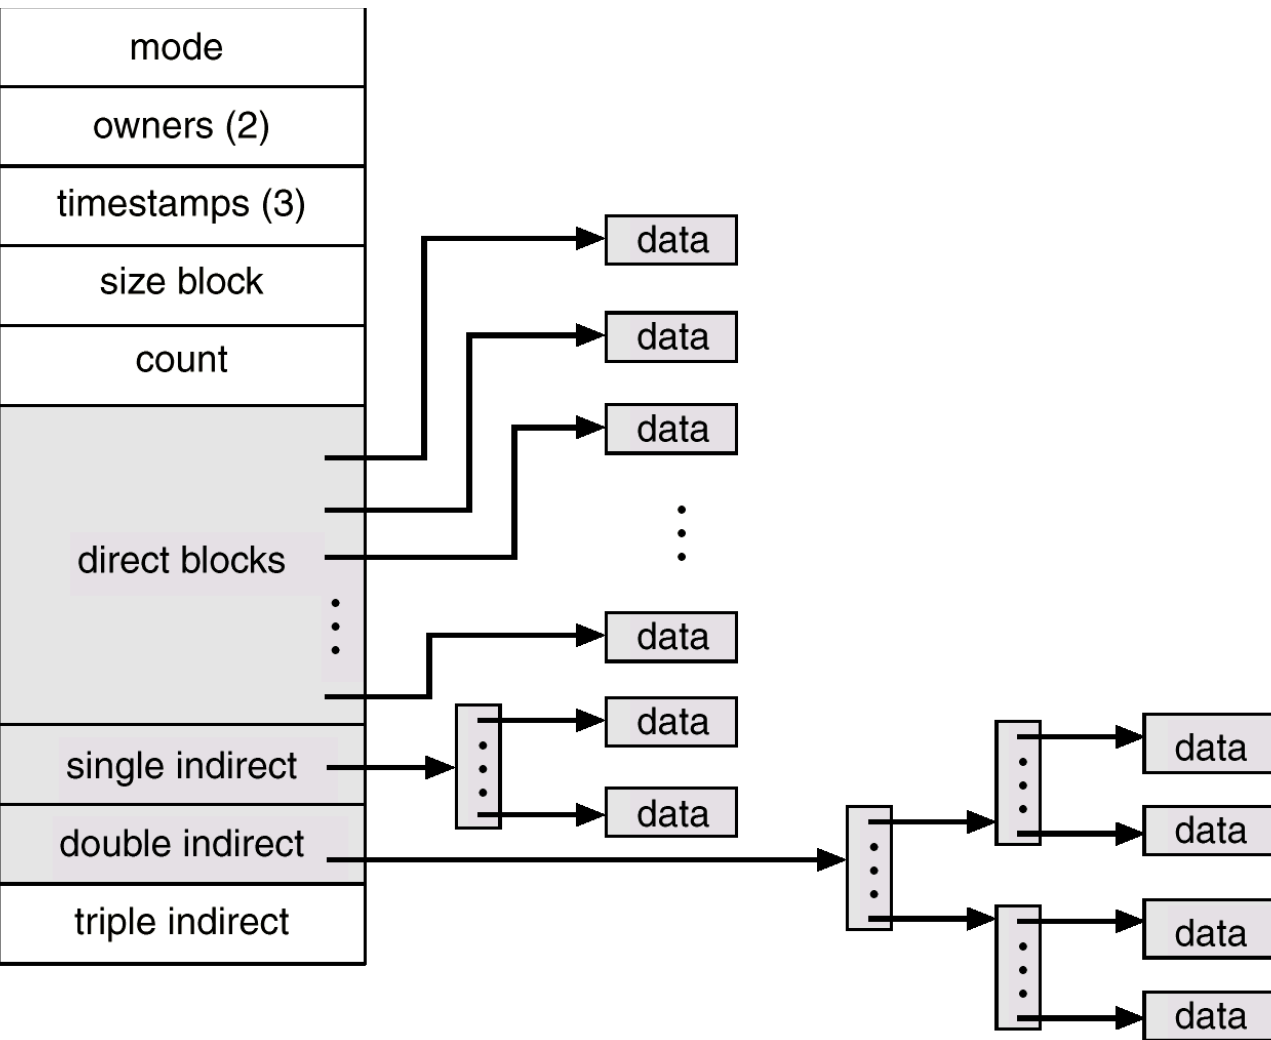 mode
owners (2)
timestamps (3)
size block
count
direct blocks
single indirect
double indirect
triple indirect
data
data
data
data
data
data
data
data
data
data